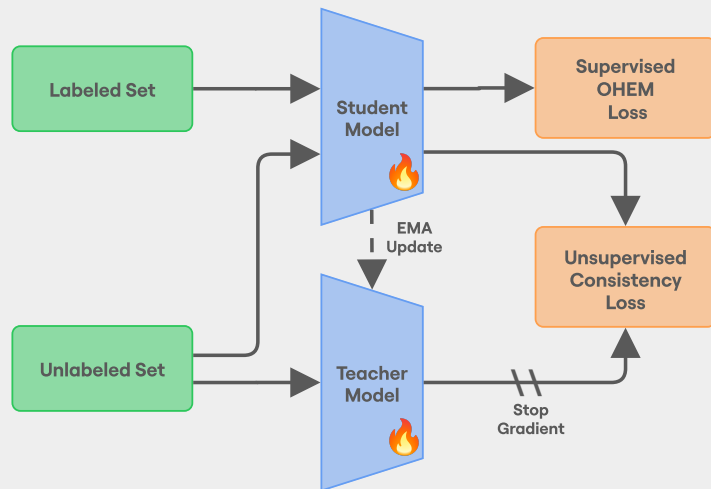 Labeled Set
Student
Model
Supervised
OHEM
Loss
EMA
Update
Unsupervised
Consistency
Loss
Unlabeled Set
Teacher
Model
Stop
Gradient